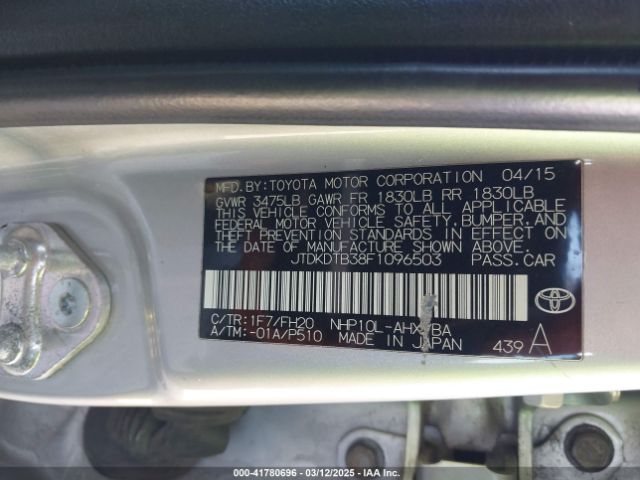 MFD. BY: TOYOTA MOTOR CORPORATION 04/15
GVWR 3475LB GAWR FR 1830LB RR 1830LB
THIS VEHICLE CONFORMS TO ALL APPLICABLE
FEDERAL MOTOR VEHICLE SAFETY, BUMPER, AND
THEFT PREVENTION STANDARDS IN EFFECT ON
THE DATE OF MANUFACTURE SHOWN ABOVE.
JTDKDTB38F1096503 PASS.CAR
C/TR: 1F7/FH20 NHP10L-AHXGBA
A/TM: -01A/P510 MADE IN JAPAN
439 A
000-41780696 - 03/12/2025 - IAA Inc.